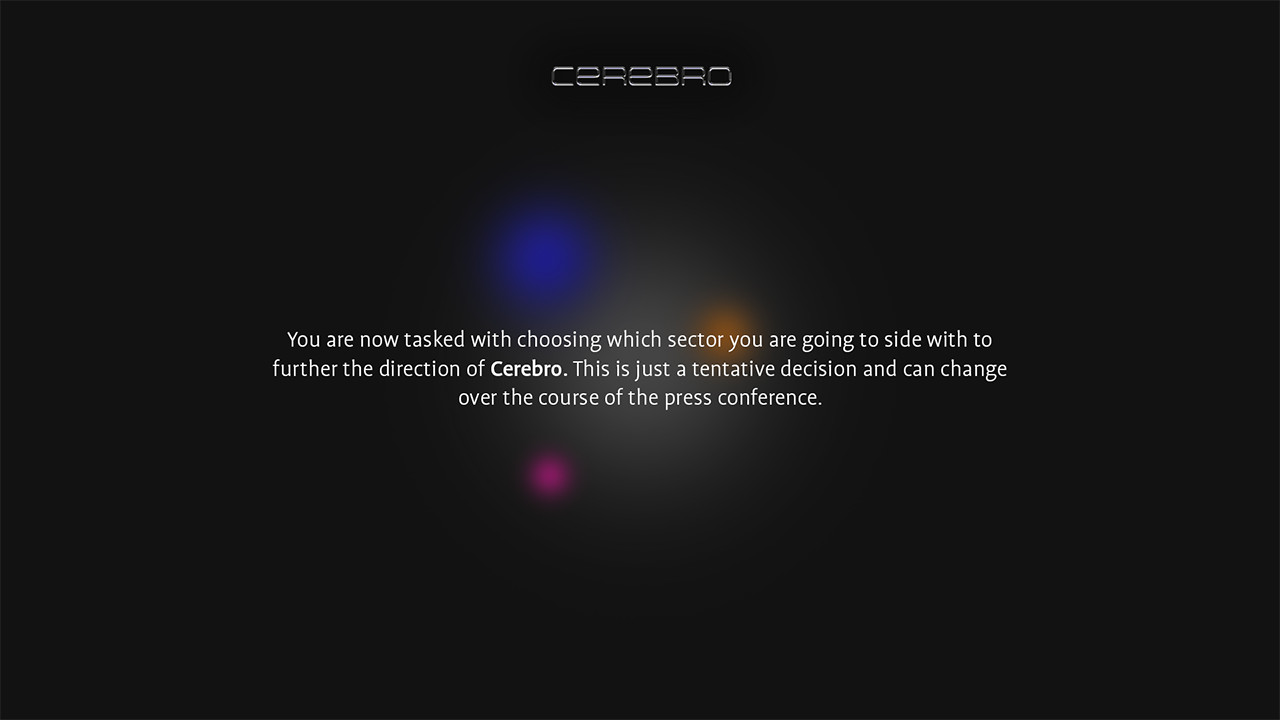 CEREBRO
You are now tasked with choosing which sector you are going to side with to
further the direction of Cerebro. This is just a tentative decision and can change
over the course of the press conference.